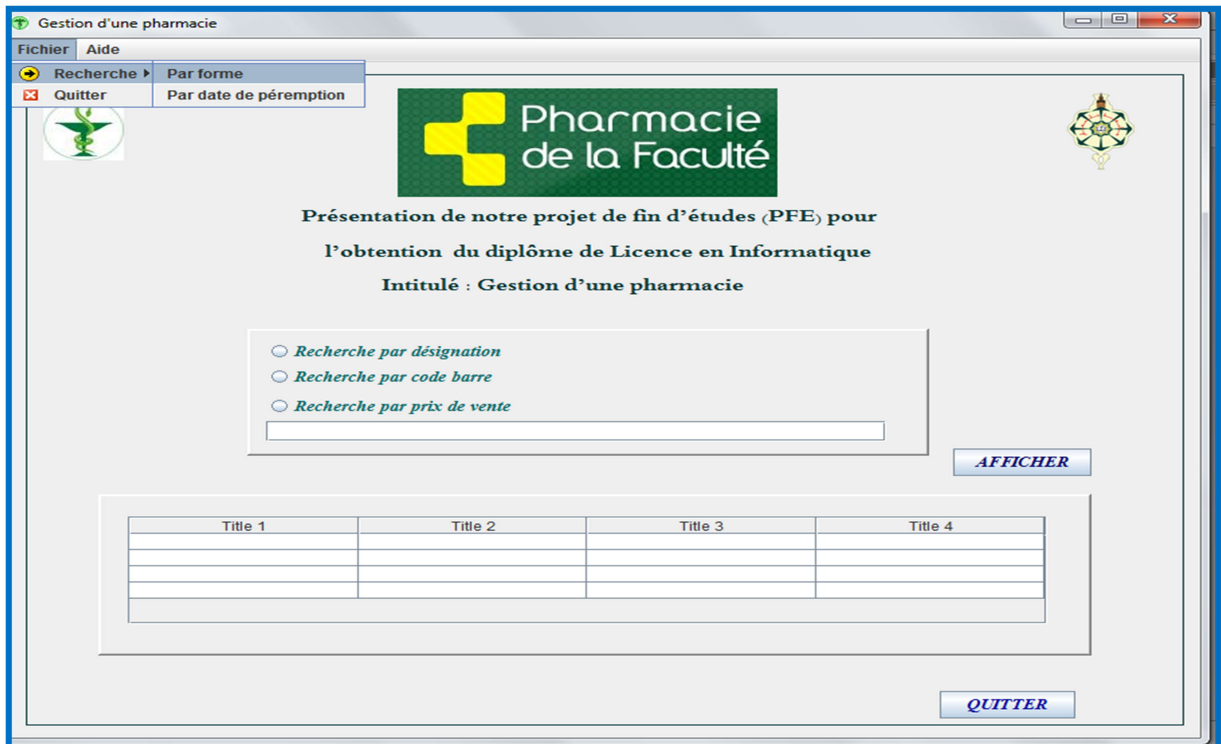 Gestion d'une pharmacie
Fichier Aide
Recherche Par forme
Quitter Par date de péremption
Pharmacie
de la Faculté
Présentation de notre projet de fin d'études (PFE) pour
l'obtention du diplôme de Licence en Informatique
Intitulé : Gestion d'une pharmacie
Recherche par désignation
Recherche par code barre
Recherche par prix de vente
AFFICHER
Title 1 Title 2 Title 3 Title 4
QUITTER